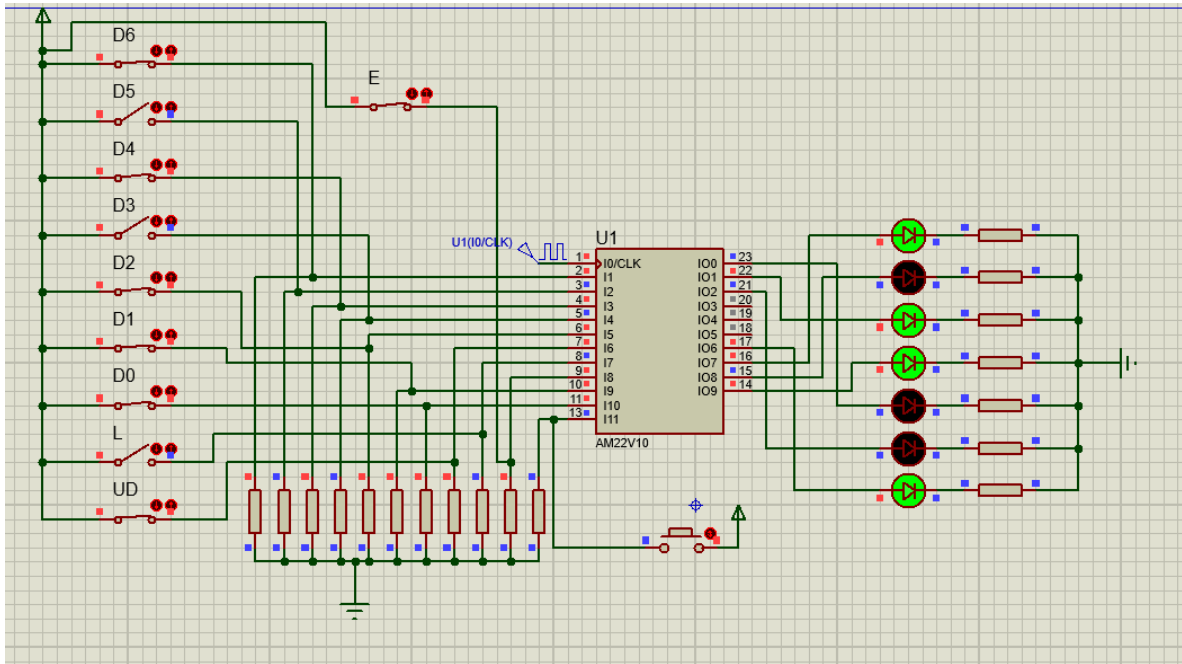 D6
D5
D4
D3
D2
D1
D0
L
UD
E
U1(I0/CLK)
U1
1 I0/CLK IO0 23
2 I1 IO1 22
3 I2 IO2 21
4 I3 IO3 20
5 I4 IO4 19
6 I5 IO5 18
7 I6 IO6 17
8 I7 IO7 16
9 I8 IO8 15
10 I9 IO9 14
11 I10
13 I11
AM22V10